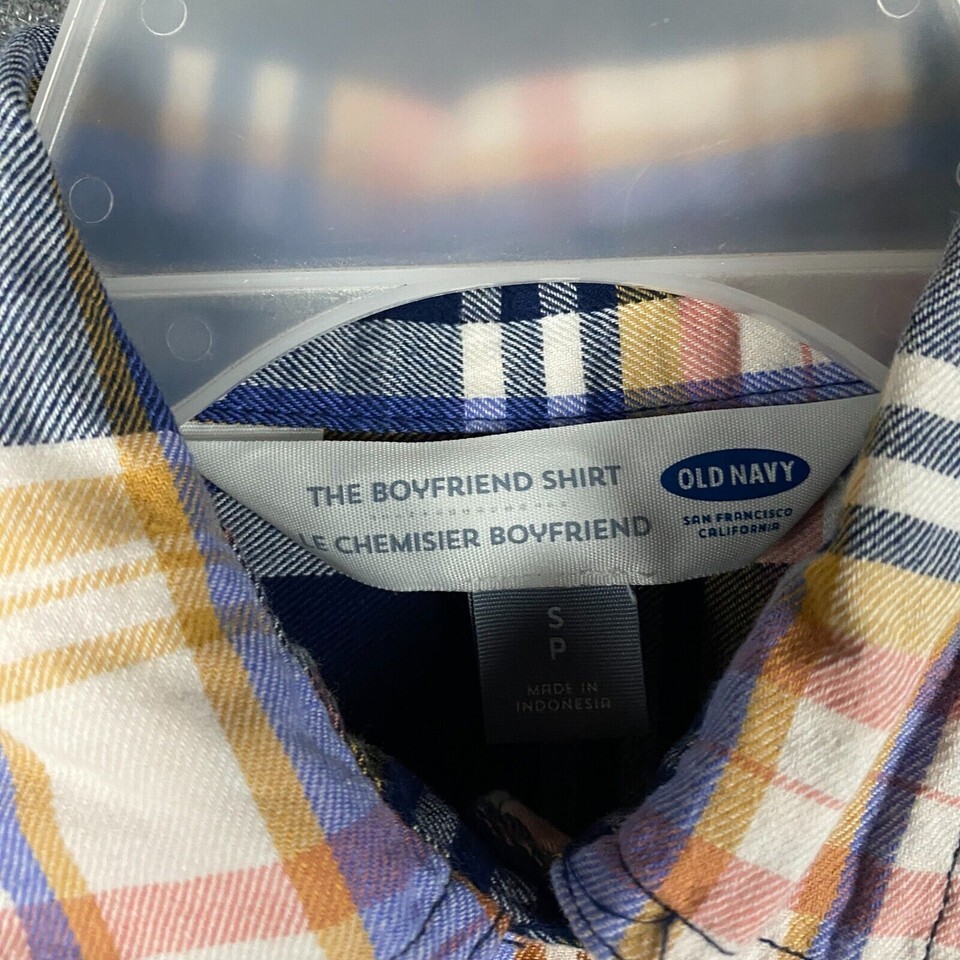 THE BOYFRIEND SHIRT
LE CHEMISIER BOYFRIEND
OLD NAVY
SAN FRANCISCO
CALIFORNIA
S
P
MADE IN
INDONESIA